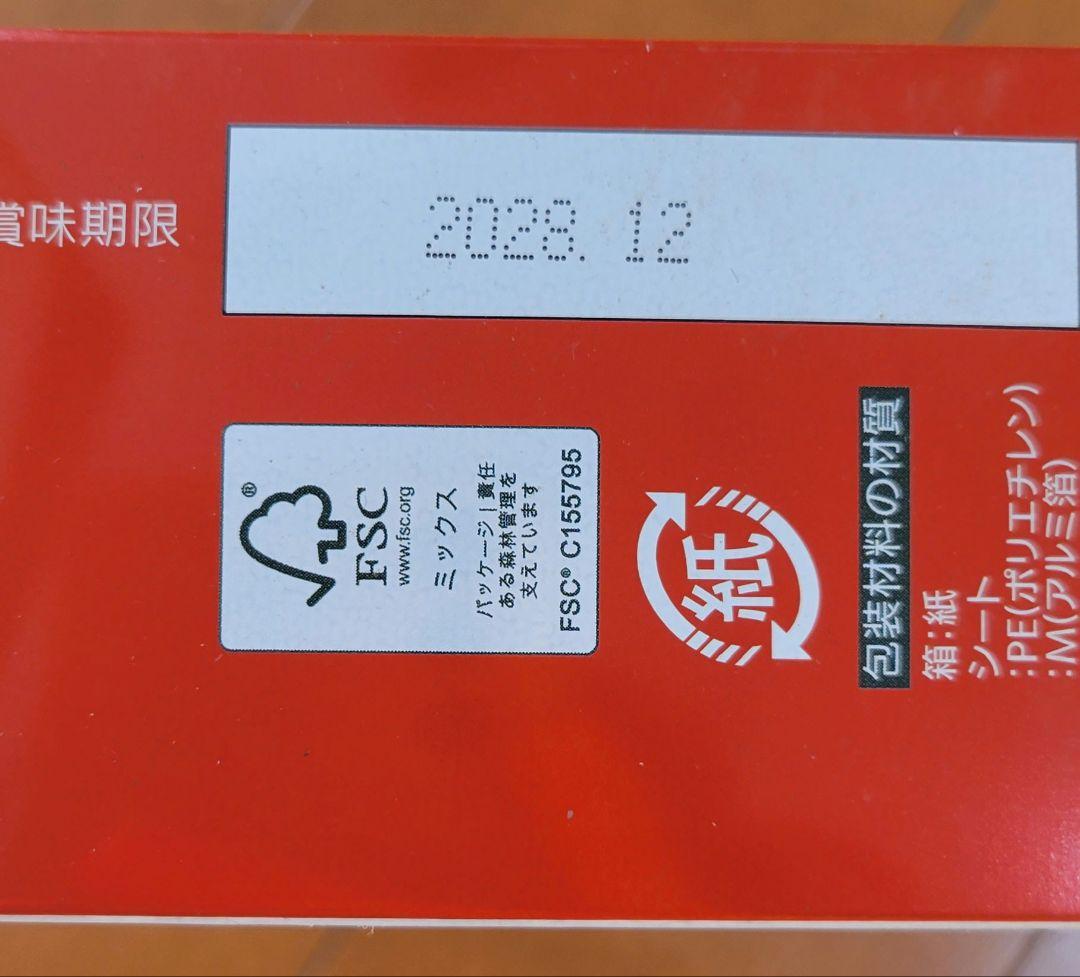 賞味期限
2028. 12
®
FSC
www.fsc.org
ミックス
パッケージ | 責任
ある森林管理を
支えています
FSC® C155795
紙
包装材料の材質
箱:紙
シート
:PE(ポリエチレン)
:M(アルミ箔)